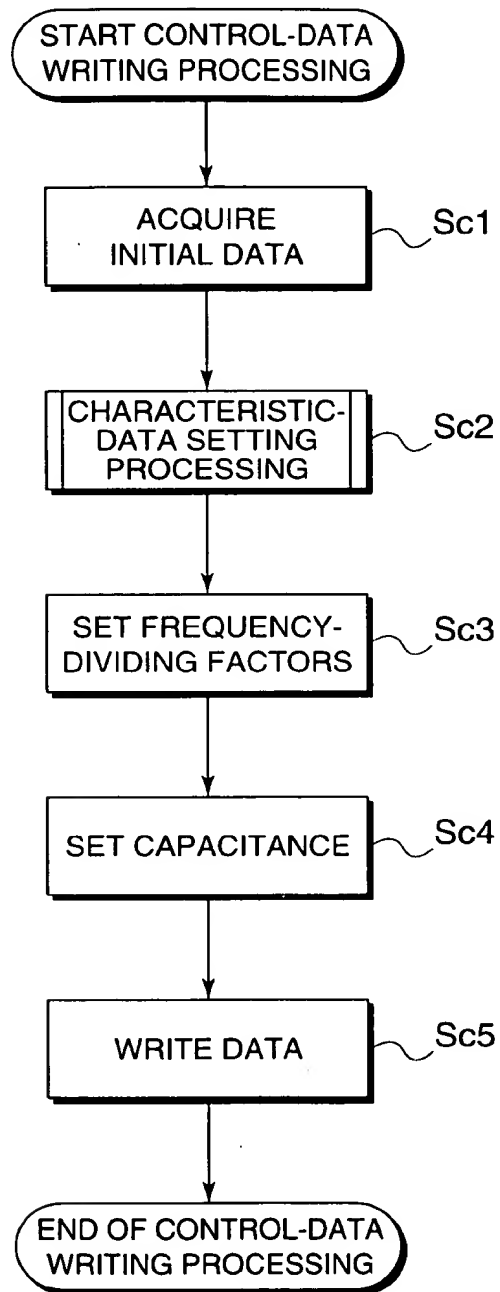 START CONTROL-DATA
WRITING PROCESSING
ACQUIRE
INITIAL DATA
Sc1
CHARACTERISTIC-
DATA SETTING
PROCESSING
Sc2
SET FREQUENCY-
DIVIDING FACTORS
Sc3
SET CAPACITANCE
Sc4
WRITE DATA
Sc5
END OF CONTROL-DATA
WRITING PROCESSING